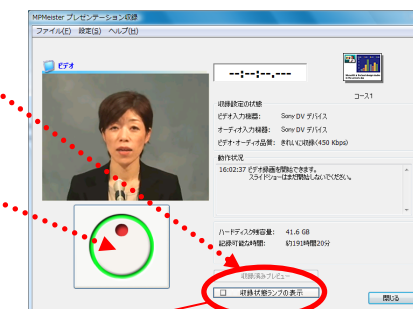 MPMeister プレゼンテーション収録
ファイル(F) 設定(S) ヘルプ(H)
ビデオ
--:--:--.---
コース1
収録設定の状態
ビデオ入力機器: Sony DV デバイス
オーディオ入力機器: Sony DV デバイス
ビデオ・オーディオ品質: きれいに収録(450 Kbps)
動作状況
16:02:37 ビデオ録画を開始できます。
スライドショーはまだ開始しないでください。
ハードディスク残容量: 41.6 GB
記録可能な時間: 約191時間20分
収録済みプレビュー
収録状態ランプの表示
閉じる